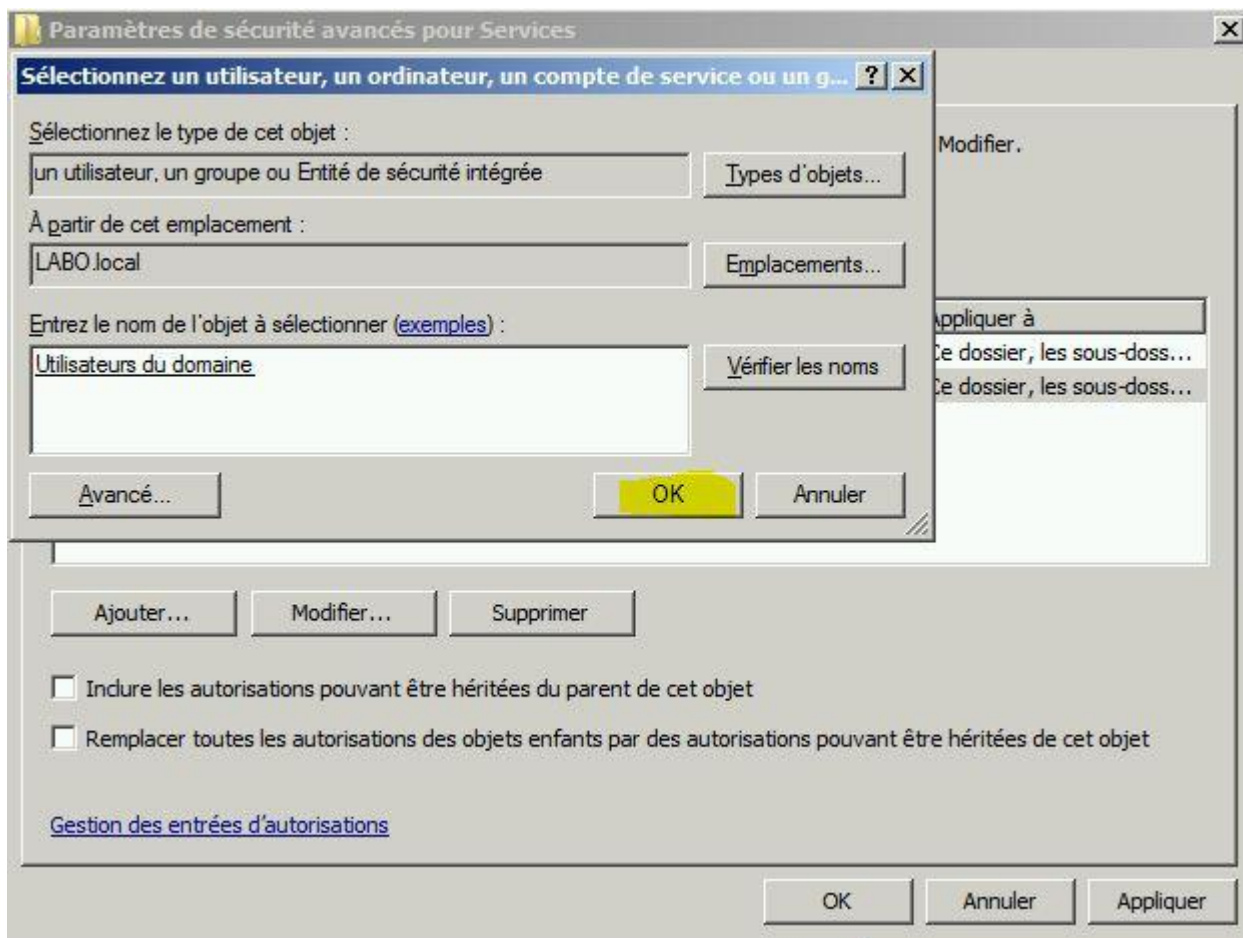 Paramètres de sécurité avancés pour Services
Sélectionnez un utilisateur, un ordinateur, un compte de service ou un g...
Sélectionnez le type de cet objet :
un utilisateur, un groupe ou Entité de sécurité intégrée
Types d'objets...
Modifier.
À partir de cet emplacement :
LABO.local
Emplacements...
Entrez le nom de l'objet à sélectionner (exemples) :
Appliquer à
Utilisateurs du domaine
Vérifier les noms
Ce dossier, les sous-doss...
Ce dossier, les sous-doss...
Avancé...
OK
Annuler
Ajouter...
Modifier...
Supprimer
Inclure les autorisations pouvant être héritées du parent de cet objet
Remplacer toutes les autorisations des objets enfants par des autorisations pouvant être héritées de cet objet
Gestion des entrées d'autorisations
OK
Annuler
Appliquer